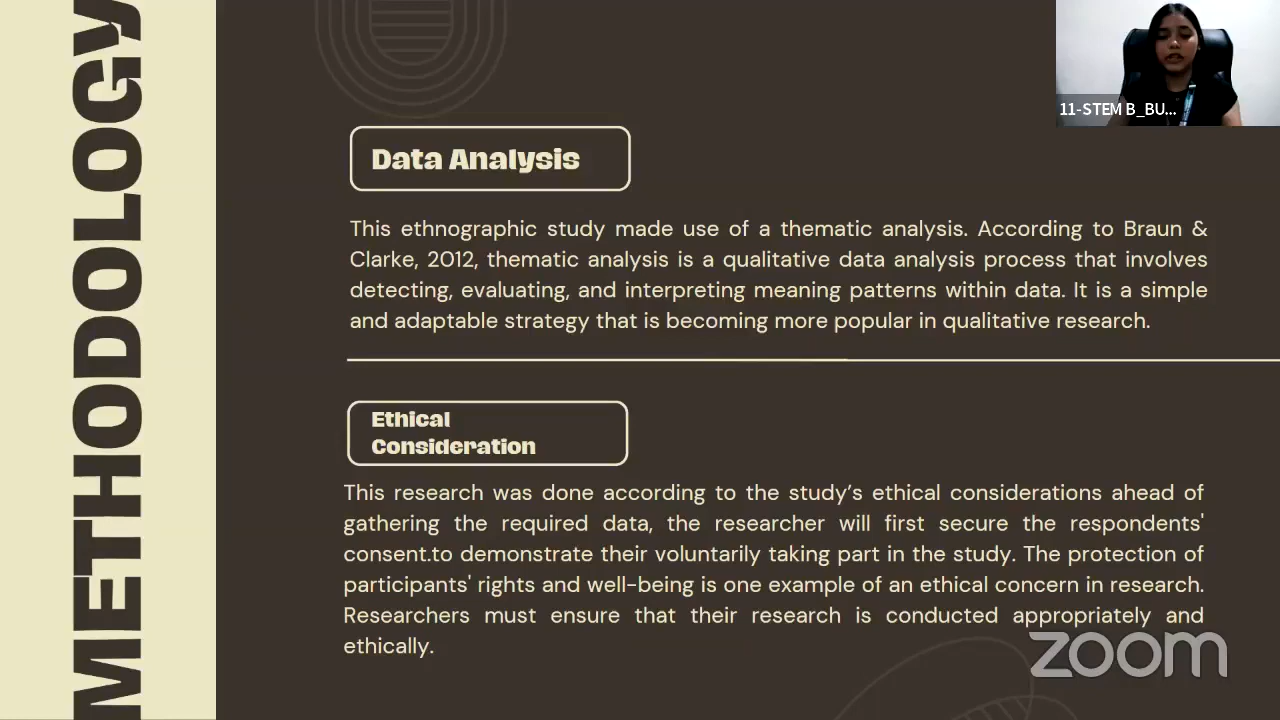 METHODOLOGY
11-STEM B_BU...
Data Analysis
This ethnographic study made use of a thematic analysis. According to Braun &
Clarke, 2012, thematic analysis is a qualitative data analysis process that involves
detecting, evaluating, and interpreting meaning patterns within data. It is a simple
and adaptable strategy that is becoming more popular in qualitative research.
Ethical
Consideration
This research was done according to the study’s ethical considerations ahead of
gathering the required data, the researcher will first secure the respondents'
consent.to demonstrate their voluntarily taking part in the study. The protection of
participants' rights and well-being is one example of an ethical concern in research.
Researchers must ensure that their research is conducted appropriately and
ethically.
zoom